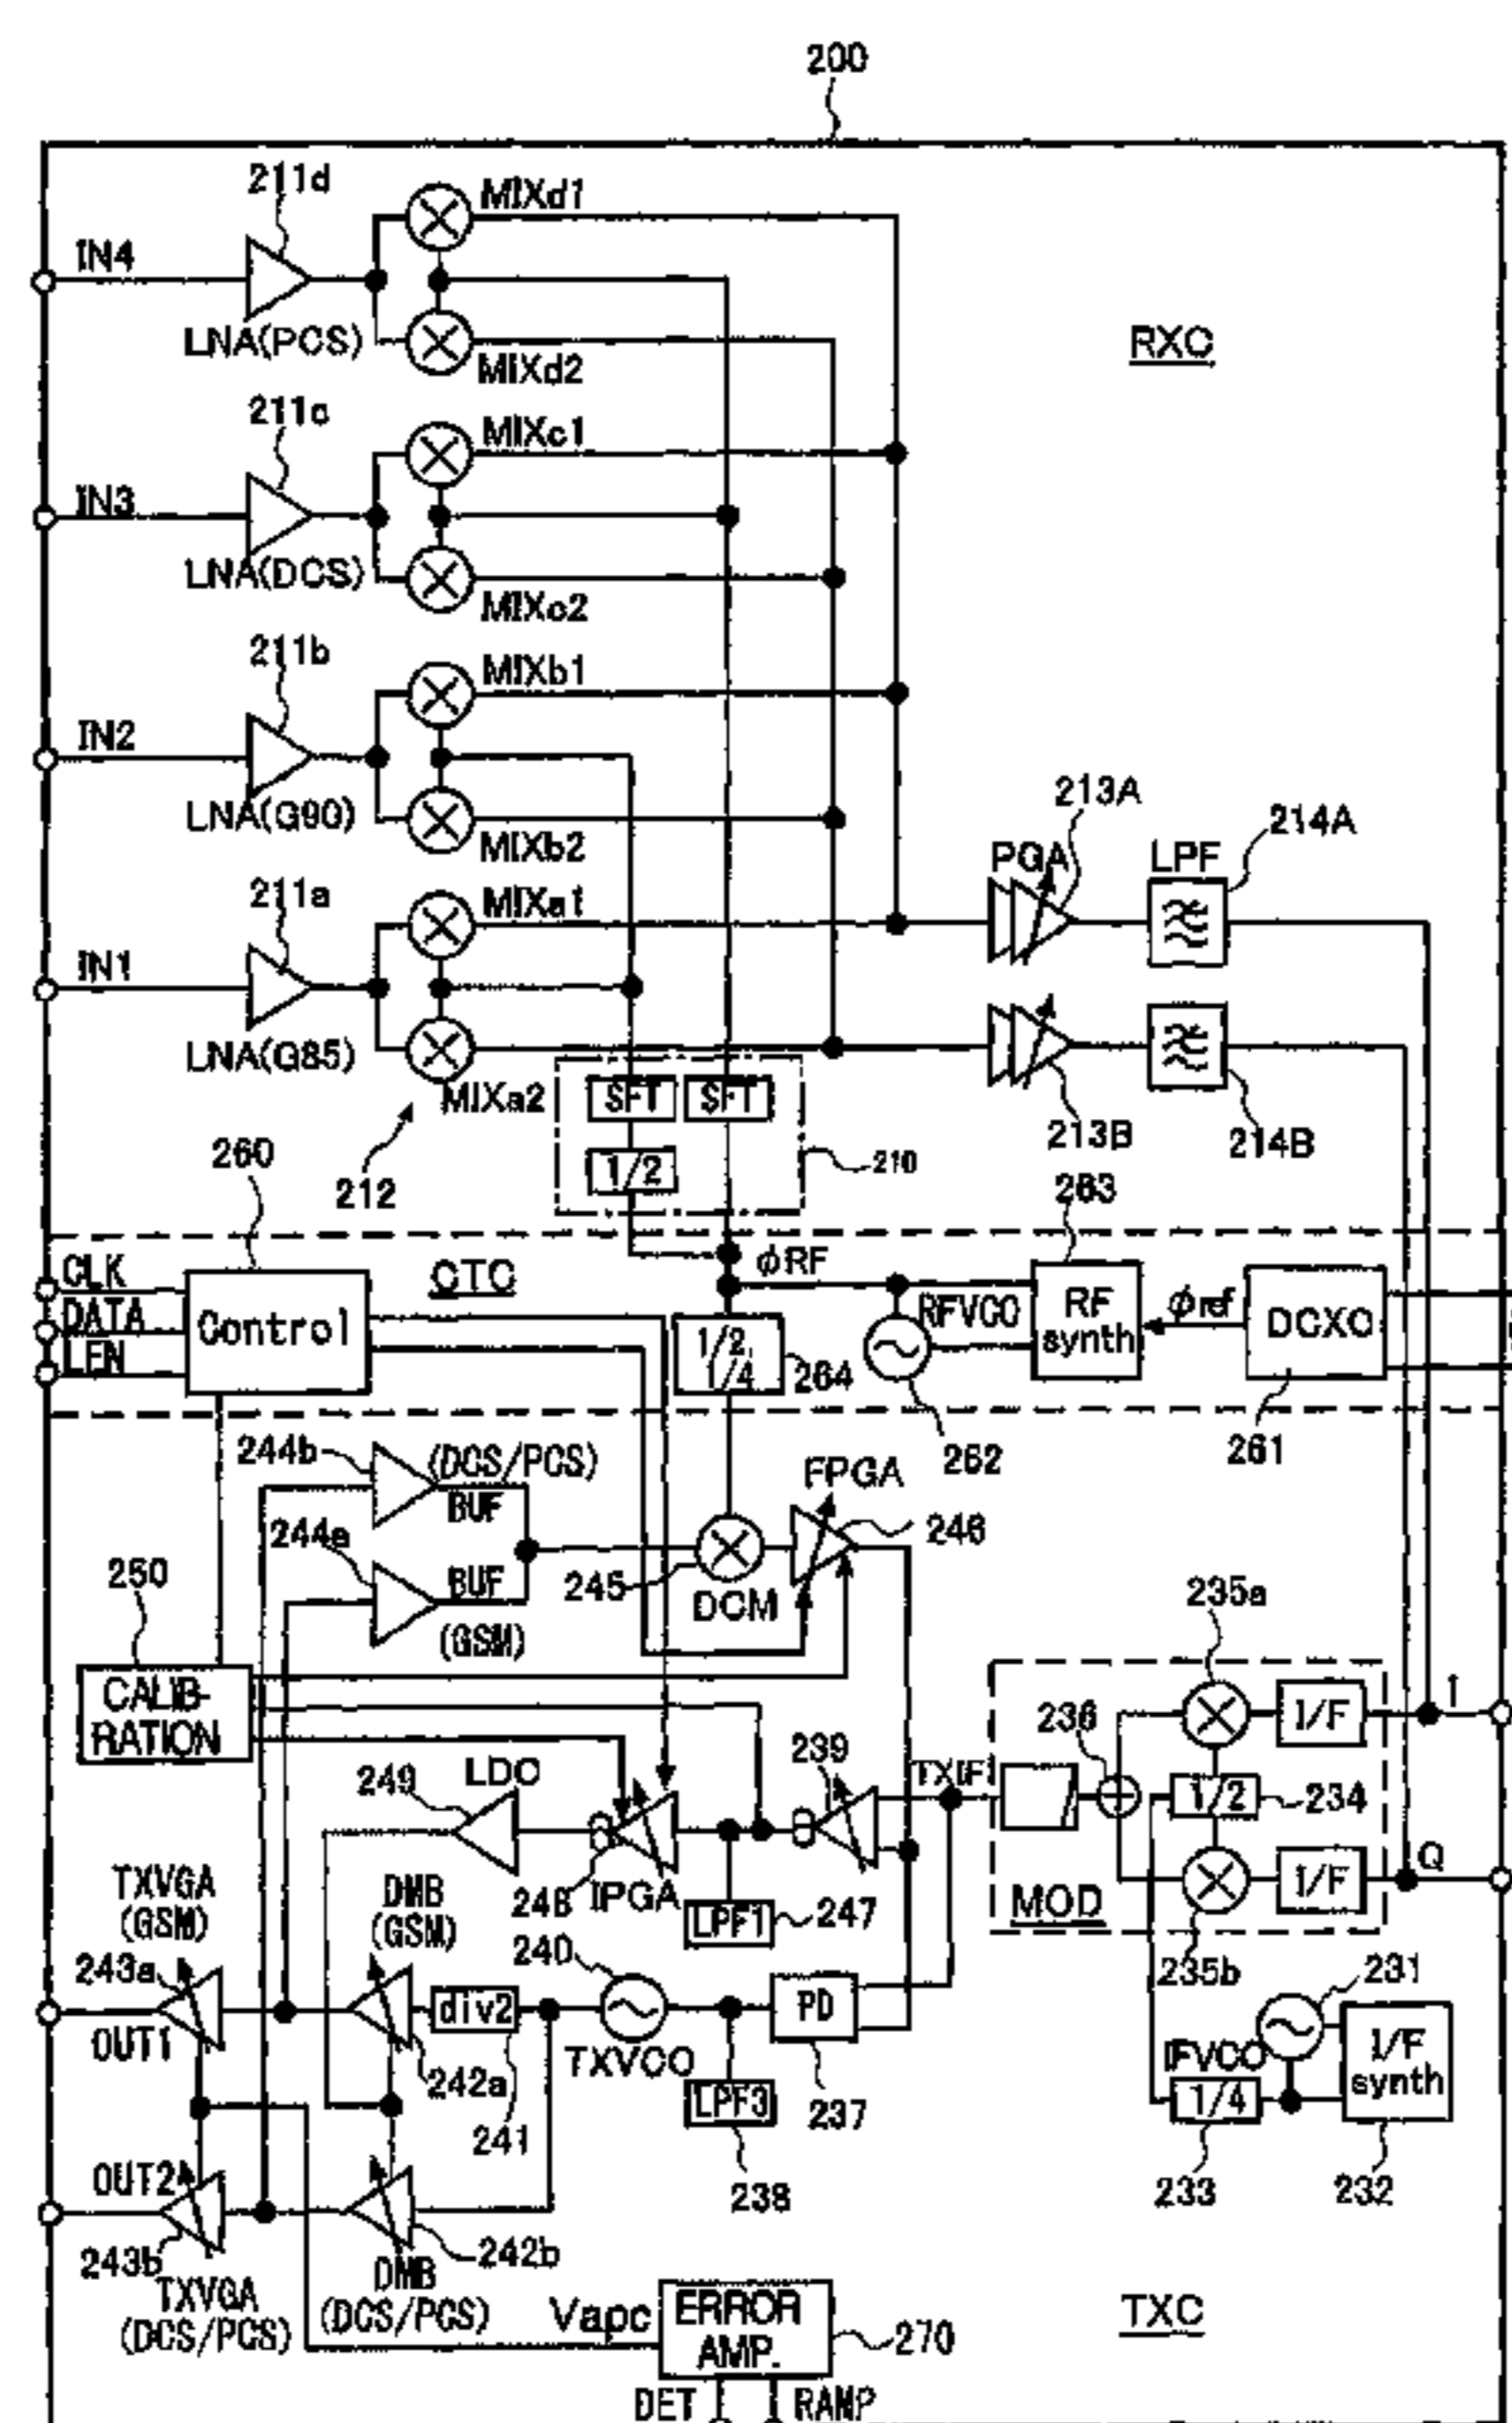 200
211d
MIXd1
IN4
LNA(PCS)
MIXd2
RXC
211c
MIXc1
IN3
LNA(DCS)
MIXc2
211b
MIXb1
IN2
LNA(G90)
MIXb2
213A
PGA
LPF
214A
211a
MIXa1
IN1
LNA(G85)
MIXa2
SFT
SFT
1/2
210
213B
214B
212
260
263
CLK
DATA
LEN
Control
CTC
φRF
RFVCO
RF
synth
φref
DCXO
1/2,
1/4
264
262
261
244b
(DCS/PCS)
BUF
FPGA
246
244a
BUF
(GSM)
245
DCM
250
CALIB-
RATION
235a
236
I/F
I
239
TXIF
1/2
234
249
LDO
248
IPGA
LPF1
247
MOD
I/F
Q
235b
TXVGA
(GSM)
DMB
(GSM)
243a
OUT1
240
div2
TXVCO
PD
242a
241
LPF3
237
238
231
IFVCO
I/F
synth
1/4
233
232
OUT2
243b
TXVGA
(DCS/PCS)
242b
DMB
(DCS/PCS)
Vapc
ERROR
AMP.
270
TXC
DET
RAMP